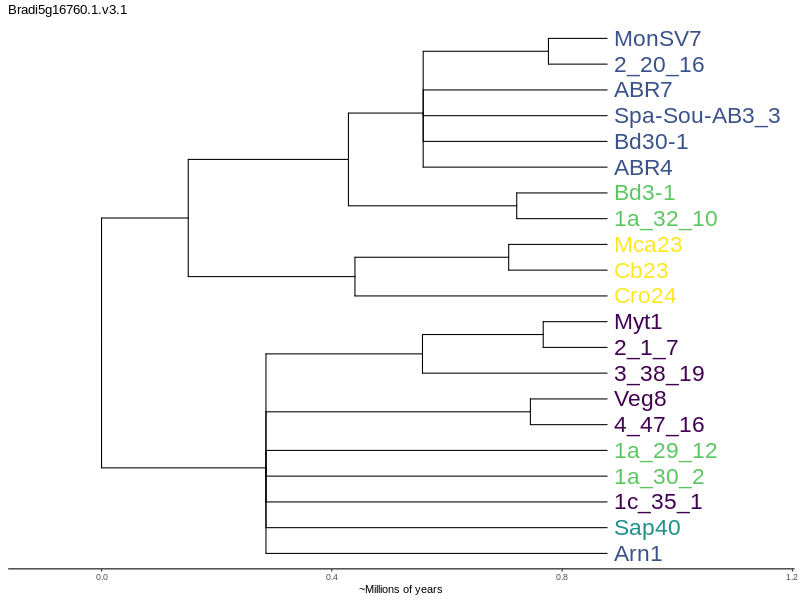 Bradi5g16760.1.v3.1
MonSV7
2_20_16
ABR7
Spa-Sou-AB3_3
Bd30-1
ABR4
Bd3-1
1a_32_10
Mca23
Cb23
Cro24
Myt1
2_1_7
3_38_19
Veg8
4_47_16
1a_29_12
1a_30_2
1c_35_1
Sap40
Arn1
0.0 0.4 0.8 1.2
~Millions of years